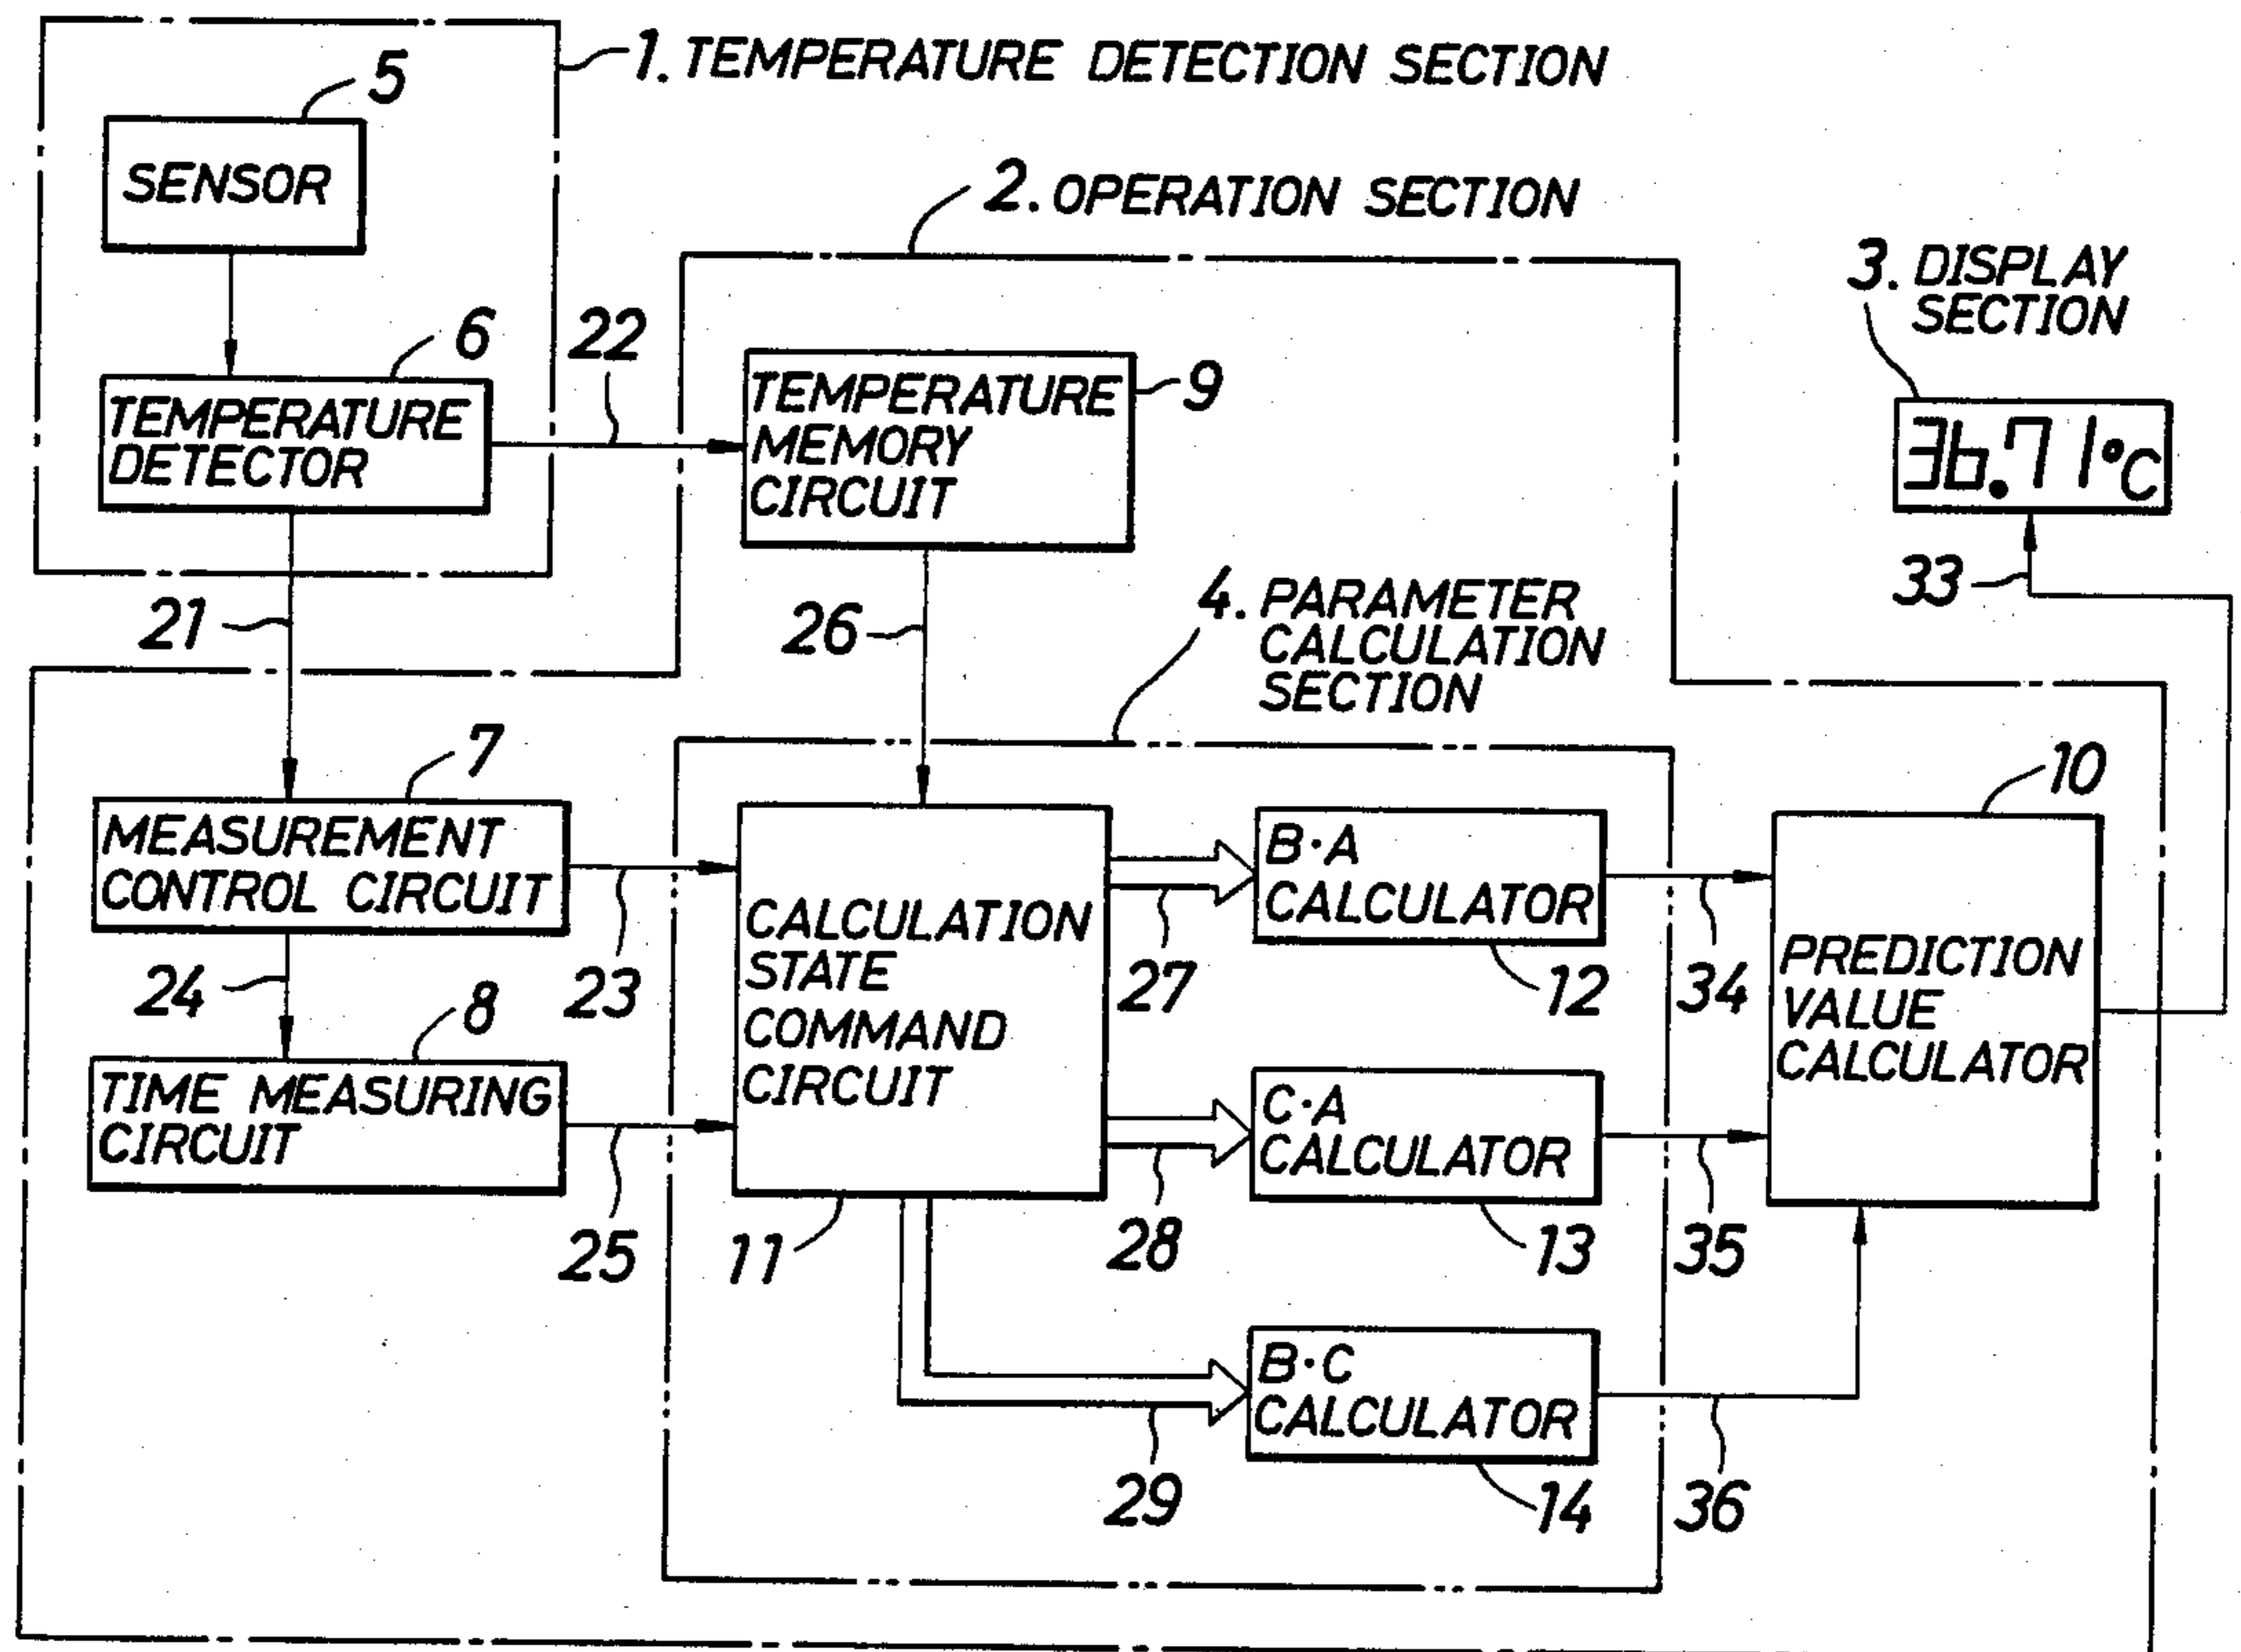 1. TEMPERATURE DETECTION SECTION
5
SENSOR
2. OPERATION SECTION
3. DISPLAY
SECTION
6
22
TEMPERATURE
DETECTOR
TEMPERATURE
MEMORY
CIRCUIT
9
36.71°C
21
26
4. PARAMETER
CALCULATION
SECTION
33
7
10
MEASUREMENT
CONTROL CIRCUIT
23
24
8
TIME MEASURING
CIRCUIT
25
CALCULATION
STATE
COMMAND
CIRCUIT
11
27
B·A
CALCULATOR
12
34
PREDICTION
VALUE
CALCULATOR
28
C·A
CALCULATOR
13
35
29
B·C
CALCULATOR
14
36